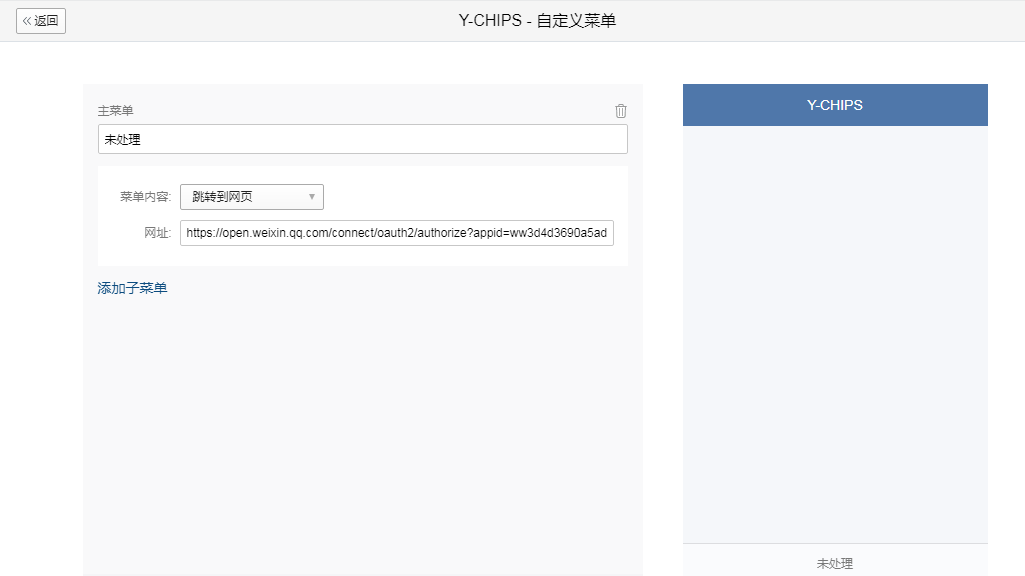 返回
Y-CHIPS - 自定义菜单
主菜单
未处理
菜单内容: 跳转到网页
网址: https://open.weixin.qq.com/connect/oauth2/authorize?appid=ww3d4d3690a5ad
添加子菜单
Y-CHIPS
未处理